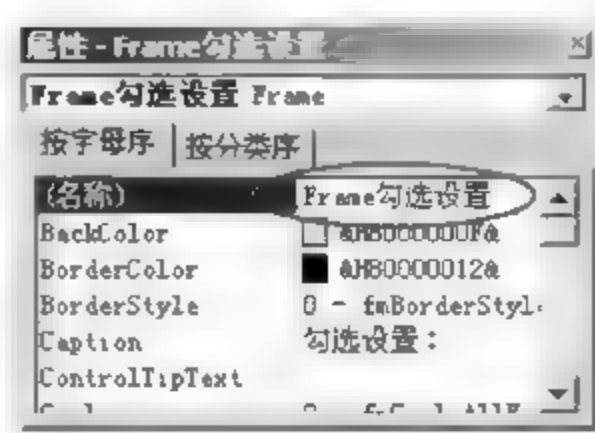 属性 - Frame勾选设置
Frame勾选设置 Frame
按字母序 按分类序
(名称) Frame勾选设置
BackColor &H8000000F&
BorderColor &H80000012&
BorderStyle 0 - fmBorderStyl
Caption 勾选设置：
ControlTipText